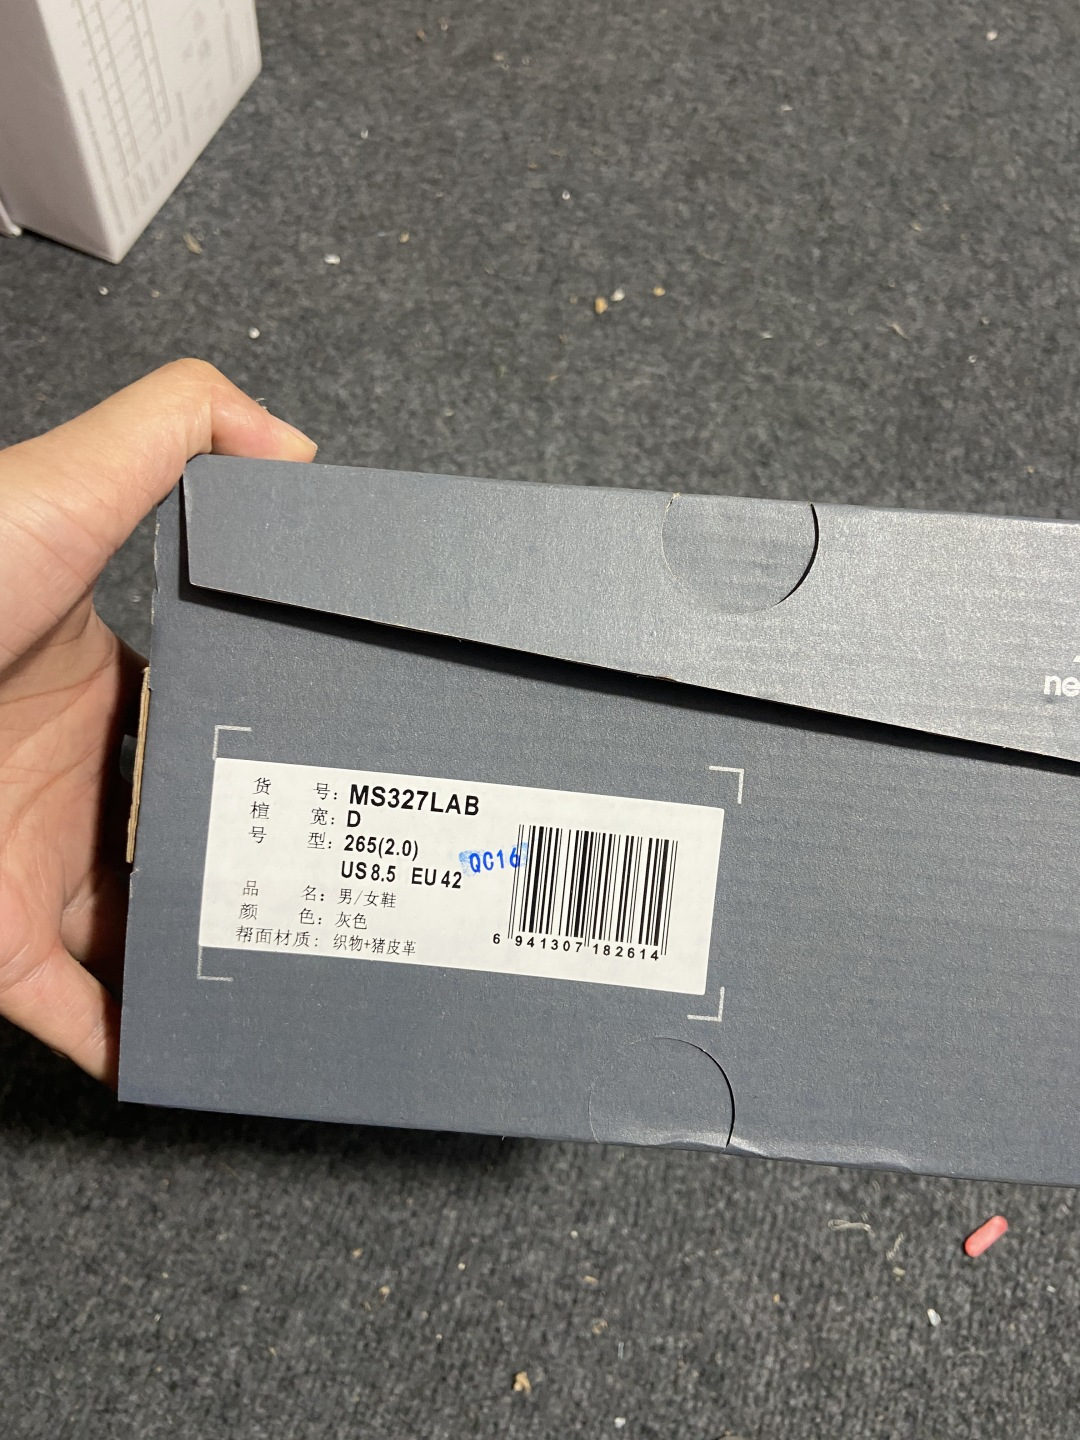 ne
货 号: MS327LAB
楦 宽: D
号 型: 265(2.0)
US 8.5 EU 42
QC16
品 名: 男/女鞋
颜 色: 灰色
帮面材质: 织物+猪皮革
6 941307 182614